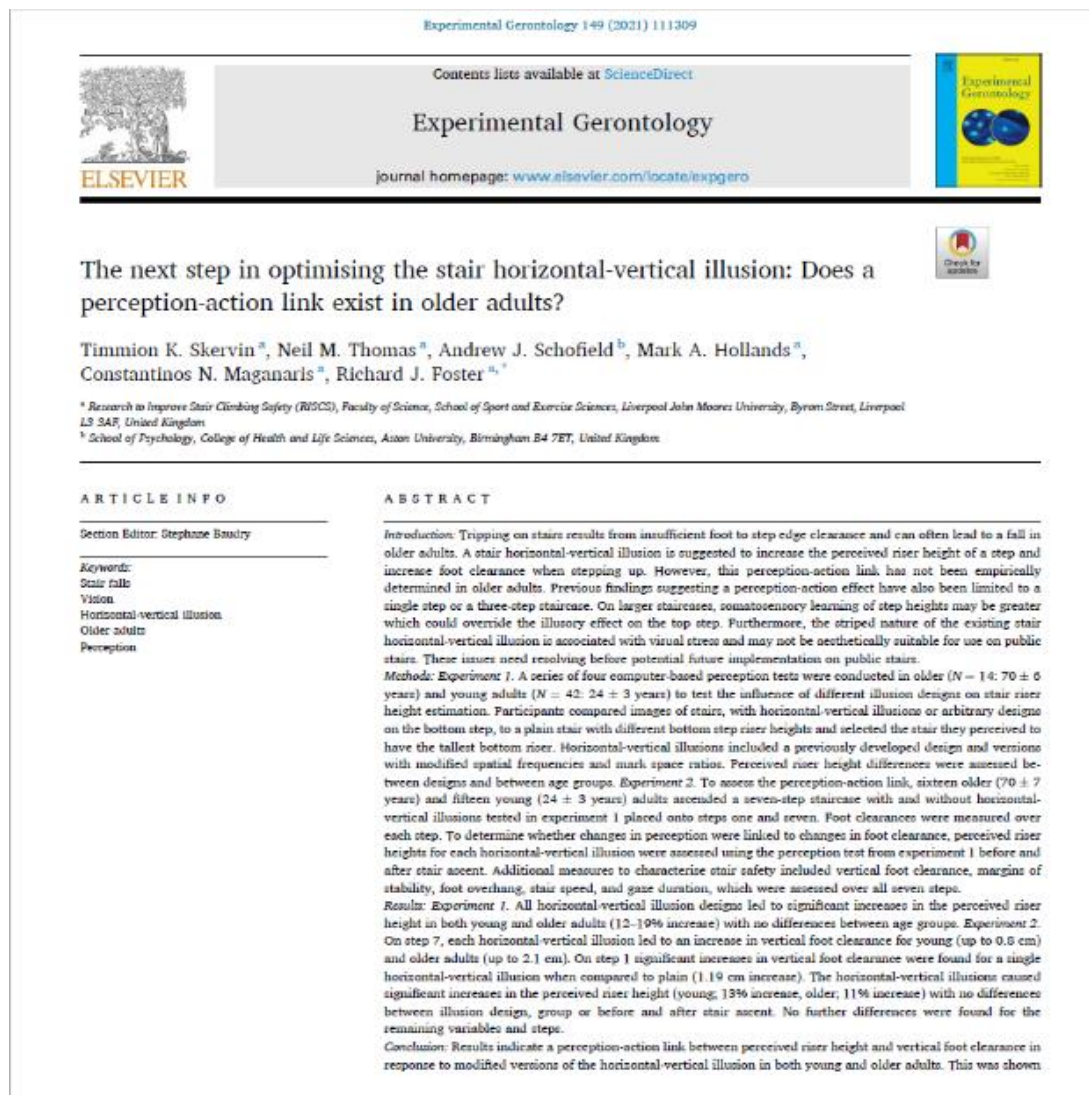 Experimental Gerontology 149 (2021) 111309
Contents lists available at ScienceDirect
Experimental Gerontology
journal homepage: www.elsevier.com/locate/expgero
ELSEVIER
Experimental
Gerontology
Check for
updates
The next step in optimising the stair horizontal-vertical illusion: Does a
perception-action link exist in older adults?
Timmion K. Skervin a, Neil M. Thomas a, Andrew J. Schofield b, Mark A. Hollands a,
Constantinos N. Maganaris a, Richard J. Foster a,*
a Research to Improve Stair Climbing Safety (RISCS), Faculty of Science, School of Sport and Exercise Sciences, Liverpool John Moores University, Byrom Street, Liverpool
L3 3AF, United Kingdom
b School of Psychology, College of Health and Life Sciences, Aston University, Birmingham B4 7ET, United Kingdom
ARTICLE INFO
Section Editor: Stephane Baudry
Keywords:
Stair falls
Vision
Horizontal-vertical illusion
Older adults
Perception
ABSTRACT
Introduction: Tripping on stairs results from insufficient foot to step edge clearance and can often lead to a fall in
older adults. A stair horizontal-vertical illusion is suggested to increase the perceived riser height of a step and
increase foot clearance when stepping up. However, this perception-action link has not been empirically
determined in older adults. Previous findings suggesting a perception-action effect have also been limited to a
single step or a three-step staircase. On larger staircases, somatosensory learning of step heights may be greater
which could override the illusory effect on the top step. Furthermore, the striped nature of the existing stair
horizontal-vertical illusion is associated with visual stress and may not be aesthetically suitable for use on public
stairs. These issues need resolving before potential future implementation on public stairs.
Methods: Experiment 1. A series of four computer-based perception tests were conducted in older (N = 14: 70 ± 6
years) and young adults (N = 42: 24 ± 3 years) to test the influence of different illusion designs on stair riser
height estimation. Participants compared images of stairs, with horizontal-vertical illusions or arbitrary designs
on the bottom step, to a plain stair with different bottom step riser heights and selected the stair they perceived to
have the tallest bottom riser. Horizontal-vertical illusions included a previously developed design and versions
with modified spatial frequencies and mark space ratios. Perceived riser height differences were assessed be-
tween designs and between age groups. Experiment 2. To assess the perception-action link, sixteen older (70 ± 7
years) and fifteen young (24 ± 3 years) adults ascended a seven-step staircase with and without horizontal-
vertical illusions tested in experiment 1 placed onto steps one and seven. Foot clearances were measured over
each step. To determine whether changes in perception were linked to changes in foot clearance, perceived riser
heights for each horizontal-vertical illusion were assessed using the perception test from experiment 1 before and
after stair ascent. Additional measures to characterise stair safety included vertical foot clearance, margins of
stability, foot overhang, stair speed, and gaze duration, which were assessed over all seven steps.
Results: Experiment 1. All horizontal-vertical illusion designs led to significant increases in the perceived riser
height in both young and older adults (12–19% increase) with no differences between age groups. Experiment 2.
On step 7, each horizontal-vertical illusion led to an increase in vertical foot clearance for young (up to 0.8 cm)
and older adults (up to 2.1 cm). On step 1 significant increases in vertical foot clearance were found for a single
horizontal-vertical illusion when compared to plain (1.19 cm increase). The horizontal-vertical illusions caused
significant increases in the perceived riser height (young; 13% increase, older; 11% increase) with no differences
between illusion design, group or before and after stair ascent. No further differences were found for the
remaining variables and steps.
Conclusion: Results indicate a perception-action link between perceived riser height and vertical foot clearance in
response to modified versions of the horizontal-vertical illusion in both young and older adults. This was shown